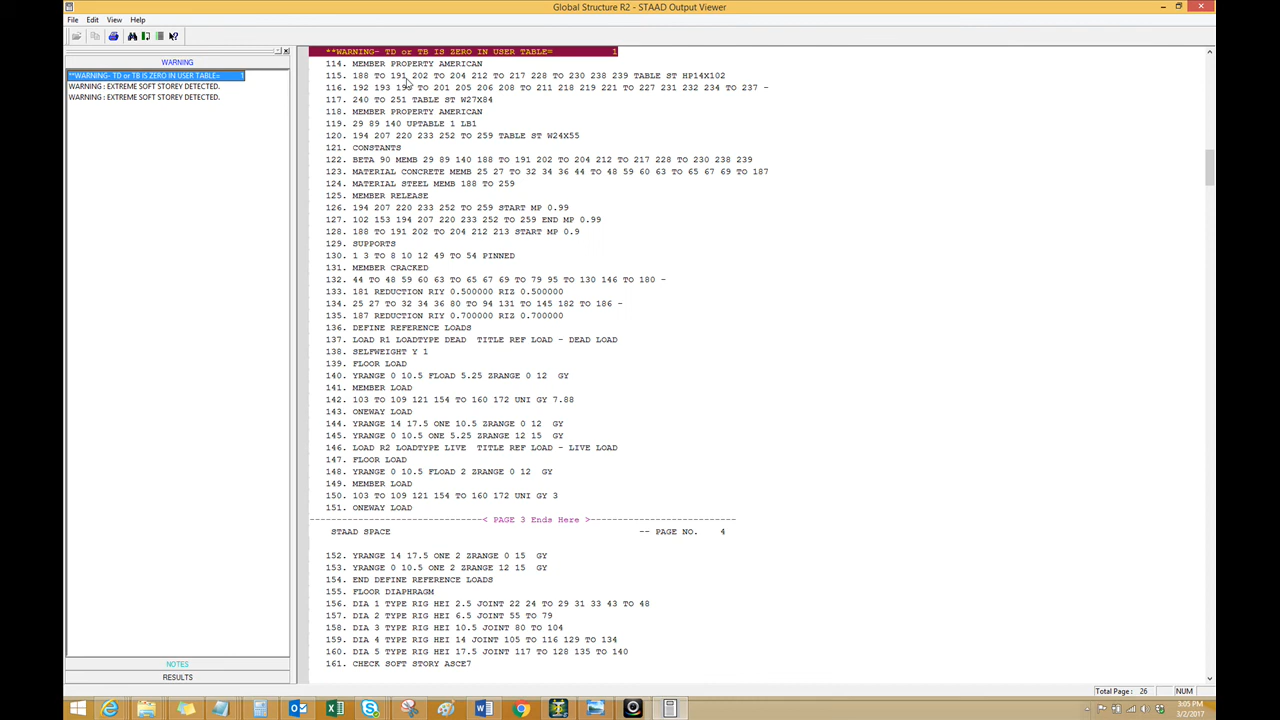 Global Structure R2 - STAAD Output Viewer
File Edit View Help
WARNING
**WARNING- TD or TB IS ZERO IN USER TABLE= 1
WARNING : EXTREME SOFT STOREY DETECTED.
WARNING : EXTREME SOFT STOREY DETECTED.
NOTES
RESULTS
**WARNING- TD or TB IS ZERO IN USER TABLE= 1
114. MEMBER PROPERTY AMERICAN
115. 188 TO 191 202 TO 204 212 TO 217 228 TO 230 238 239 TABLE ST HP14X102
116. 192 193 195 TO 201 205 206 208 TO 211 218 219 221 TO 227 231 232 234 TO 237 -
117. 240 TO 251 TABLE ST W27X84
118. MEMBER PROPERTY AMERICAN
119. 29 89 140 UPTABLE 1 LB1
120. 194 207 220 233 252 TO 259 TABLE ST W24X55
121. CONSTANTS
122. BETA 90 MEMB 29 89 140 188 TO 191 202 TO 204 212 TO 217 228 TO 230 238 239
123. MATERIAL CONCRETE MEMB 25 27 TO 32 34 36 44 TO 48 59 60 63 TO 65 67 69 TO 187
124. MATERIAL STEEL MEMB 188 TO 259
125. MEMBER RELEASE
126. 194 207 220 233 252 TO 259 START MP 0.99
127. 102 153 194 207 220 233 252 TO 259 END MP 0.99
128. 188 TO 191 202 TO 204 212 213 START MP 0.9
129. SUPPORTS
130. 1 3 TO 8 10 12 49 TO 54 PINNED
131. MEMBER CRACKED
132. 44 TO 48 59 60 63 TO 65 67 69 TO 79 95 TO 130 146 TO 180 -
133. 181 REDUCTION RIY 0.500000 RIZ 0.500000
134. 25 27 TO 32 34 36 80 TO 94 131 TO 145 182 TO 186 -
135. 187 REDUCTION RIY 0.700000 RIZ 0.700000
136. DEFINE REFERENCE LOADS
137. LOAD R1 LOADTYPE DEAD TITLE REF LOAD - DEAD LOAD
138. SELFWEIGHT Y 1
139. FLOOR LOAD
140. YRANGE 0 10.5 FLOAD 5.25 ZRANGE 0 12 GY
141. MEMBER LOAD
142. 103 TO 109 121 154 TO 160 172 UNI GY 7.88
143. ONEWAY LOAD
144. YRANGE 14 17.5 ONE 10.5 ZRANGE 0 12 GY
145. YRANGE 0 10.5 ONE 5.25 ZRANGE 12 15 GY
146. LOAD R2 LOADTYPE LIVE TITLE REF LOAD - LIVE LOAD
147. FLOOR LOAD
148. YRANGE 0 10.5 FLOAD 2 ZRANGE 0 12 GY
149. MEMBER LOAD
150. 103 TO 109 121 154 TO 160 172 UNI GY 3
151. ONEWAY LOAD
< PAGE 3 Ends Here >
STAAD SPACE -- PAGE NO. 4
152. YRANGE 14 17.5 ONE 2 ZRANGE 0 15 GY
153. YRANGE 0 10.5 ONE 2 ZRANGE 12 15 GY
154. END DEFINE REFERENCE LOADS
155. FLOOR DIAPHRAGM
156. DIA 1 TYPE RIG HEI 2.5 JOINT 22 24 TO 29 31 33 43 TO 48
157. DIA 2 TYPE RIG HEI 6.5 JOINT 55 TO 79
158. DIA 3 TYPE RIG HEI 10.5 JOINT 80 TO 104
159. DIA 4 TYPE RIG HEI 14 JOINT 105 TO 116 129 TO 134
160. DIA 5 TYPE RIG HEI 17.5 JOINT 117 TO 128 135 TO 140
161. CHECK SOFT STORY ASCE7
Total Page : 26 NUM
3:05 PM
3/2/2017